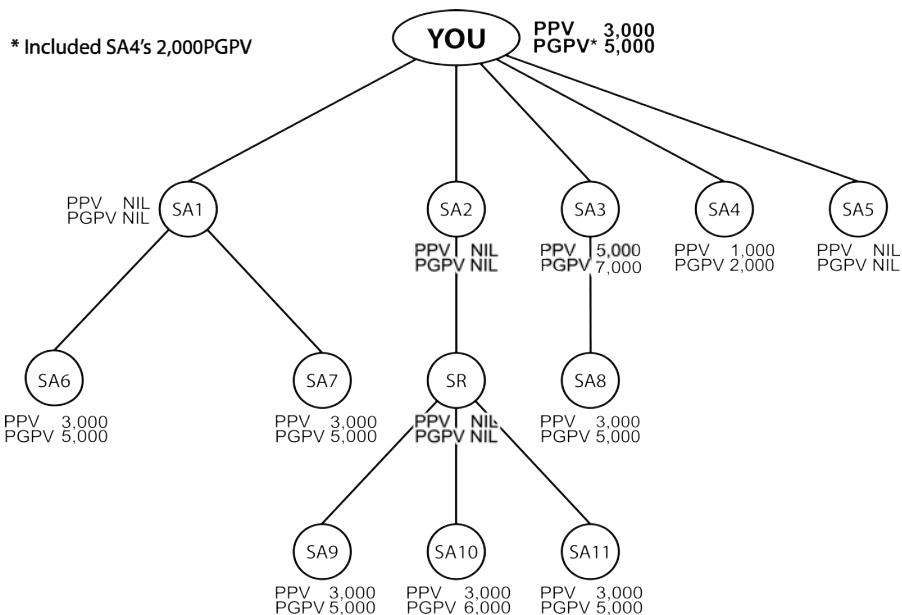 * Included SA4's 2,000PGPV
YOU
PPV 3,000
PGPV* 5,000
PPV NIL
PGPV NIL
SA1
SA2
PPV NIL
PGPV NIL
SA3
PPV 5,000
PGPV 7,000
SA4
PPV 1,000
PGPV 2,000
SA5
PPV NIL
PGPV NIL
SA6
PPV 3,000
PGPV 5,000
SA7
PPV 3,000
PGPV 5,000
SR
PPV NIL
PGPV NIL
SA8
PPV 3,000
PGPV 5,000
SA9
PPV 3,000
PGPV 5,000
SA10
PPV 3,000
PGPV 6,000
SA11
PPV 3,000
PGPV 5,000